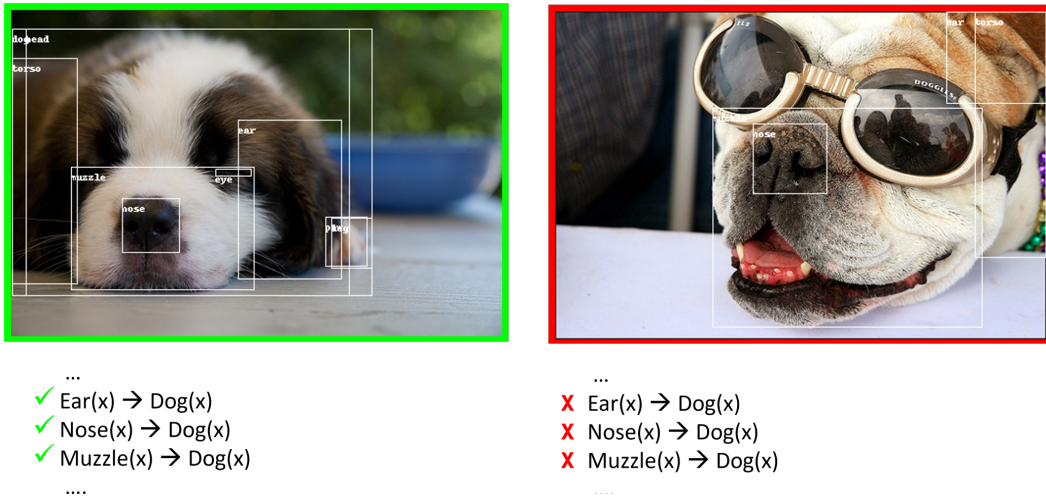 doghead
torso
ear
muzzle
eye
nose
ear torso
DOGGLES
nose
...
✓ Ear(x) → Dog(x)
✓ Nose(x) → Dog(x)
✓ Muzzle(x) → Dog(x)
....
...
X Ear(x) → Dog(x)
X Nose(x) → Dog(x)
X Muzzle(x) → Dog(x)
....